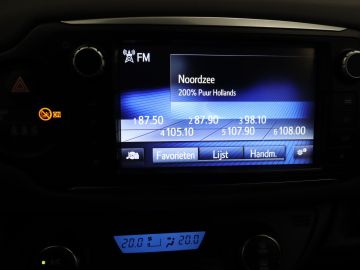 FM
Noordzee
200% Puur Hollands
1 87.50 2 87.90 3 98.10
4 105.10 5 107.90 6 108.00
Favorieten Lijst Handm.
20.0 20.0